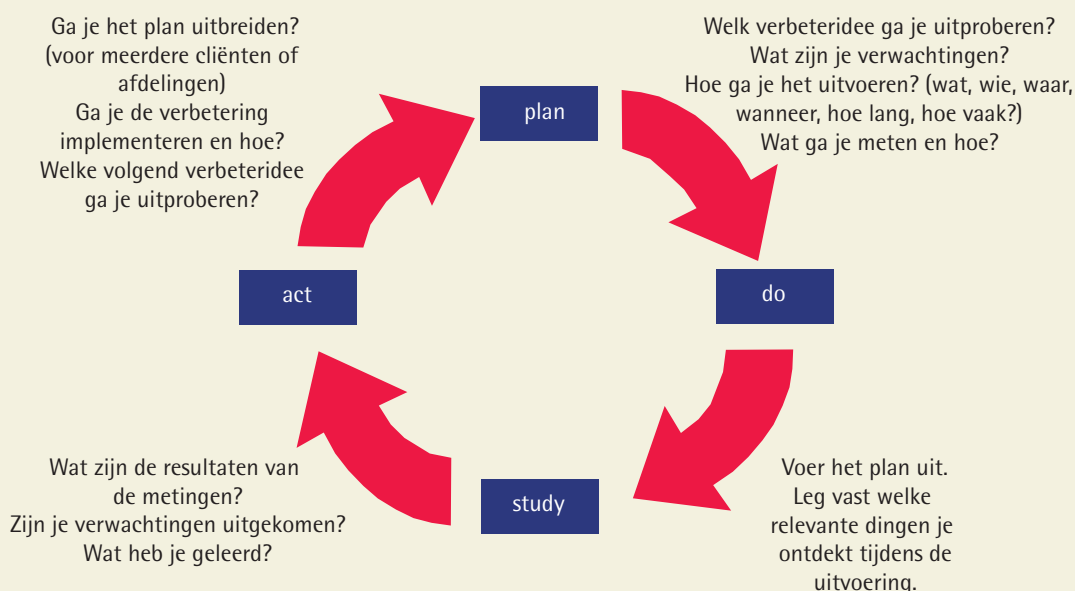 Ga je het plan uitbreiden?
(voor meerdere cliënten of
afdelingen)
Ga je de verbetering
implementeren en hoe?
Welke volgend verbeteridee
ga je uitproberen?
plan
Welk verbeteridee ga je uitproberen?
Wat zijn je verwachtingen?
Hoe ga je het uitvoeren? (wat, wie, waar,
wanneer, hoe lang, hoe vaak?)
Wat ga je meten en hoe?
act
do
Wat zijn de resultaten van
de metingen?
Zijn je verwachtingen uitgekomen?
Wat heb je geleerd?
study
Voer het plan uit.
Leg vast welke
relevante dingen je
ontdekt tijdens de
uitvoering.